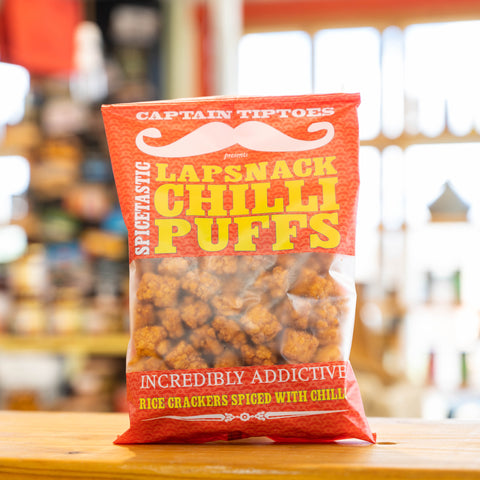 CAPTAIN TIPTOES
presents
SPICETASTIC
LAPSNACK
CHILLI
PUFFS
INCREDIBLY ADDICTIVE
RICE CRACKERS SPICED WITH CHILLI